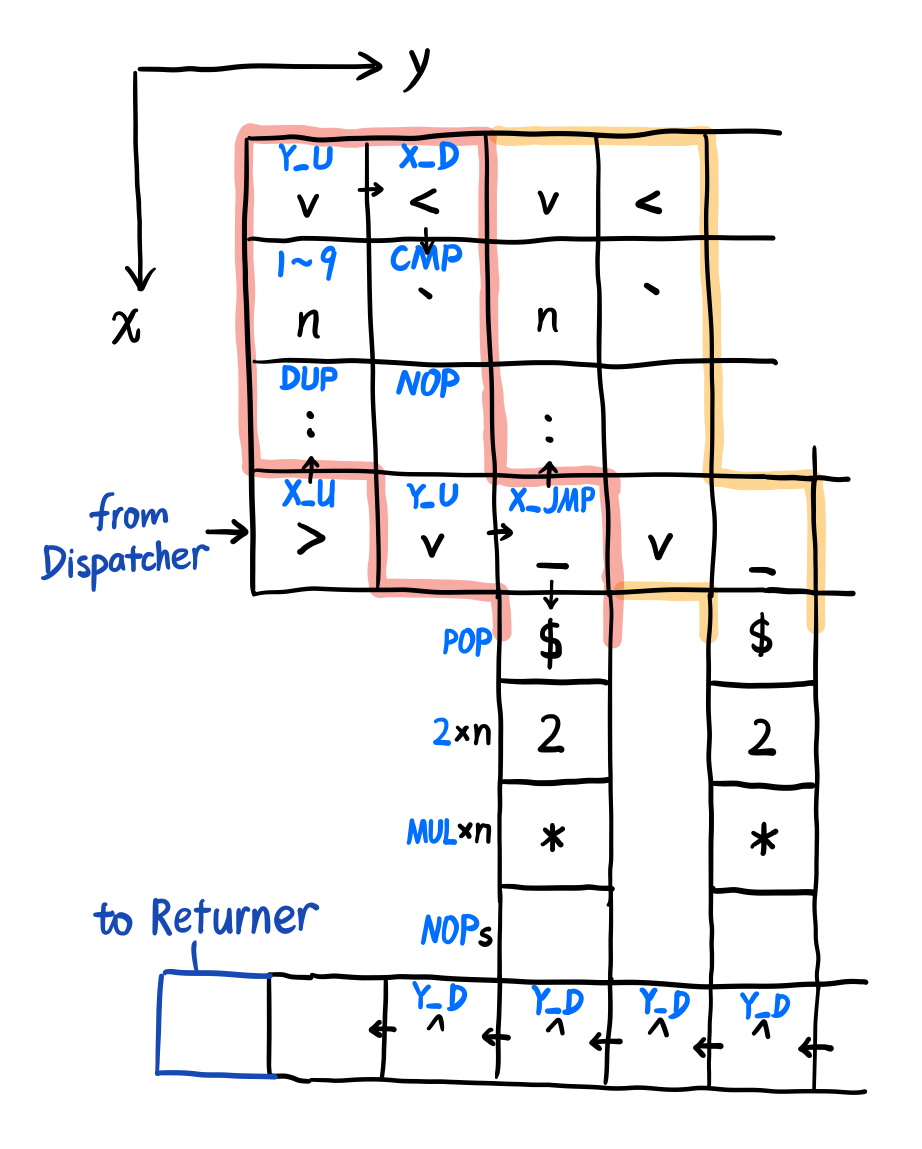 y
x
Y_U X_D
v < v <
1~9 CMP
n ` n `
DUP NOP
: :
from Dispatcher
X_U Y_U X_JMP
> v _ v _
POP $ $
2×n 2 2
MUL×n * *
to Returner
NOPs
Y_D Y_D Y_D Y_D
^ ^ ^ ^